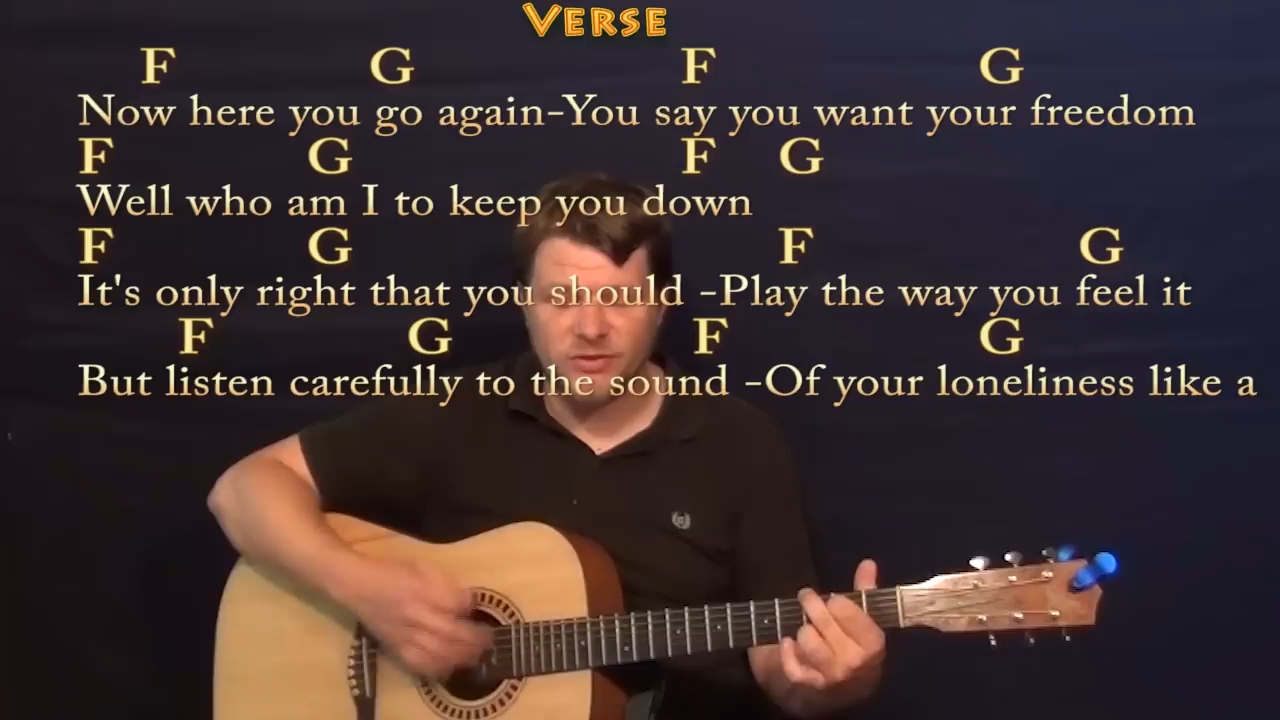 VERSE
F G F G
Now here you go again-You say you want your freedom
F G F G
Well who am I to keep you down
F G F G
It's only right that you should -Play the way you feel it
F G F G
But listen carefully to the sound -Of your loneliness like a